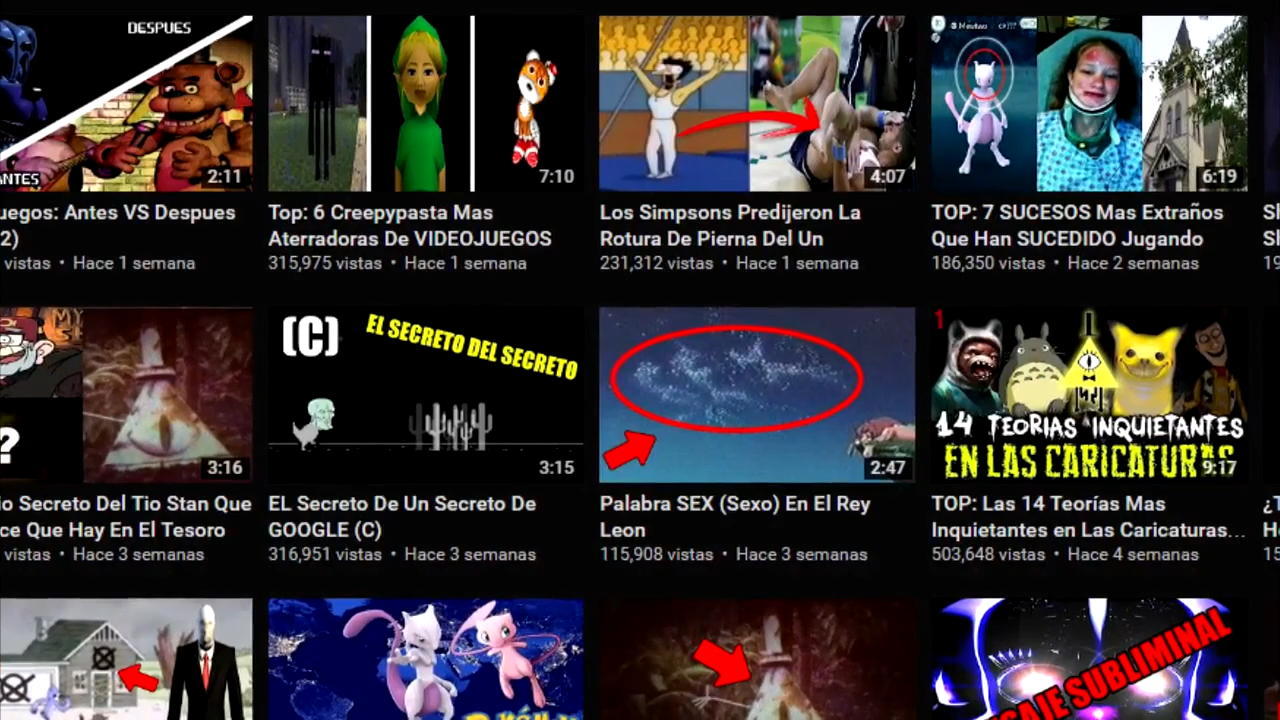 DESPUES
ANTES
2:11
7:10
4:07
6:19
uegos: Antes VS Despues
2)
vistas • Hace 1 semana
Top: 6 Creepypasta Mas
Aterradoras De VIDEOJUEGOS
315,975 vistas • Hace 1 semana
Los Simpsons Predijeron La
Rotura De Pierna Del Un
231,312 vistas • Hace 1 semana
TOP: 7 SUCESOS Mas Extraños
Que Han SUCEDIDO Jugando
186,350 vistas • Hace 2 semanas
?
3:16
(C)
EL SECRETO DEL SECRETO
3:15
2:47
1
14 TEORIAS INQUIETANTES
EN LAS CARICATURAS
9:17
io Secreto Del Tio Stan Que
ce Que Hay En El Tesoro
vistas • Hace 3 semanas
EL Secreto De Un Secreto De
GOOGLE (C)
316,951 vistas • Hace 3 semanas
Palabra SEX (Sexo) En El Rey
Leon
115,908 vistas • Hace 3 semanas
TOP: Las 14 Teorías Mas
Inquietantes en Las Caricaturas...
503,648 vistas • Hace 4 semanas
SAJE SUBLIMINAL